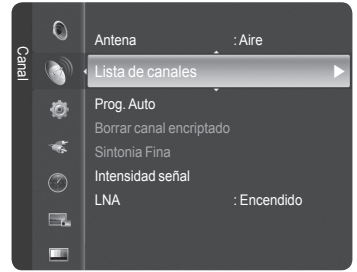 Canal
Antena : Aire
Lista de canales
Prog. Auto
Borrar canal encriptado
Sintonia Fina
Intensidad señal
LNA : Encendido